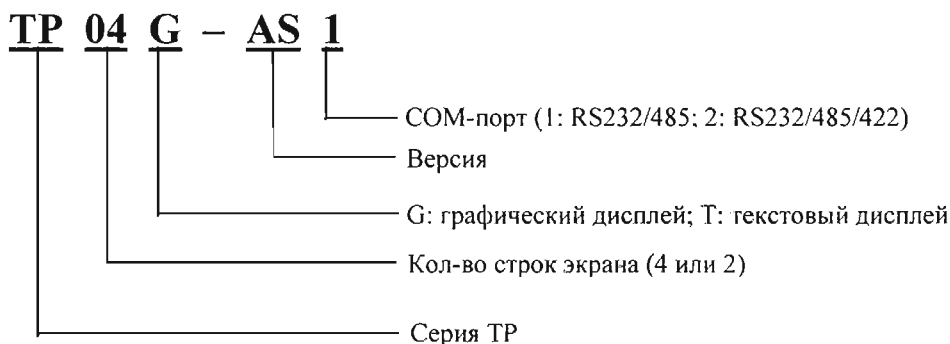 TP 04 G - AS 1
COM-порт (1: RS232/485; 2: RS232/485/422)
Версия
G: графический дисплей; T: текстовый дисплей
Кол-во строк экрана (4 или 2)
Серия TP